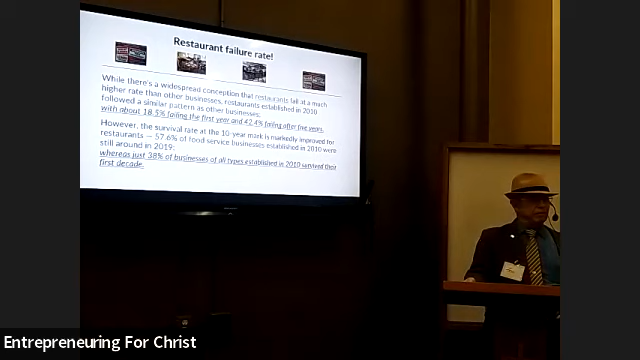 Restaurant failure rate!
While there's a widespread conception that restaurants fail at a much
higher rate than other businesses, restaurants established in 2010
followed a similar pattern as other businesses:
with about 18.5% failing the first year and 42.4% failing after five years.
However, the survival rate at the 10-year mark is markedly improved for
restaurants — 57.6% of food service businesses established in 2010 were
still around in 2019;
whereas just 38% of businesses of all types established in 2010 survived their
first decade.
Entrepreneuring For Christ